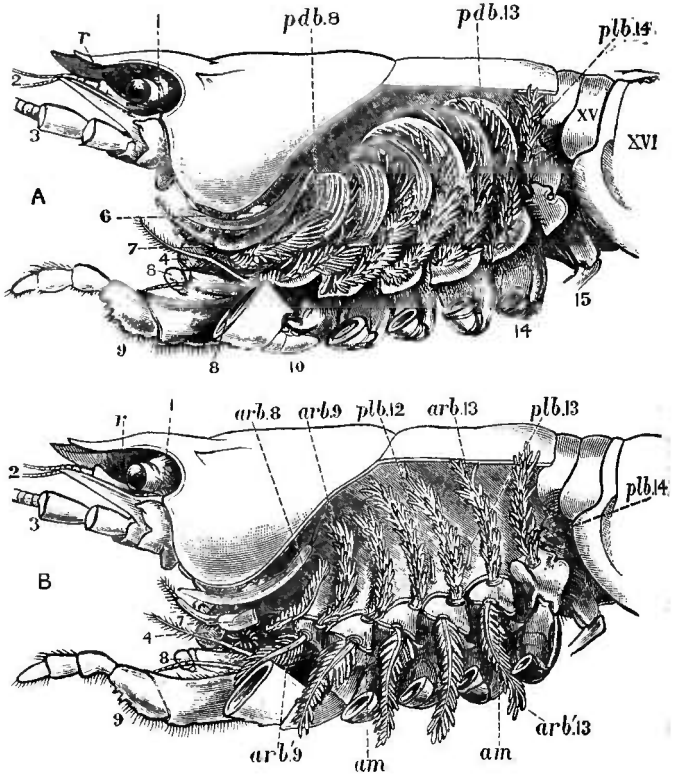 r 1 pdb.8 pdb.13 plb.14
2
3
XV XVI
A
6
7
4
8
15
9 8 10 14
r 1 arb.8 arb.9 plb.12 arb.13 plb.13
2
plb.14
3
B
7
4
8
9
arb'.9 am am arb'.13